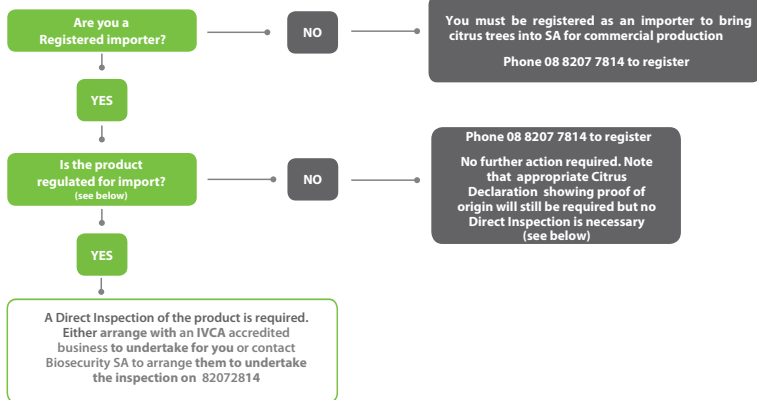 Are you a
Registered importer?
NO
You must be registered as an importer to bring
citrus trees into SA for commercial production
Phone 08 8207 7814 to register
YES
Is the product
regulated for import?
(see below)
NO
Phone 08 8207 7814 to register
No further action required. Note
that appropriate Citrus
Declaration showing proof of
origin will still be required but no
Direct Inspection is necessary
(see below)
YES
A Direct Inspection of the product is required.
Either arrange with an IVCA accredited
business to undertake for you or contact
Biosecurity SA to arrange them to undertake
the inspection on 82072814